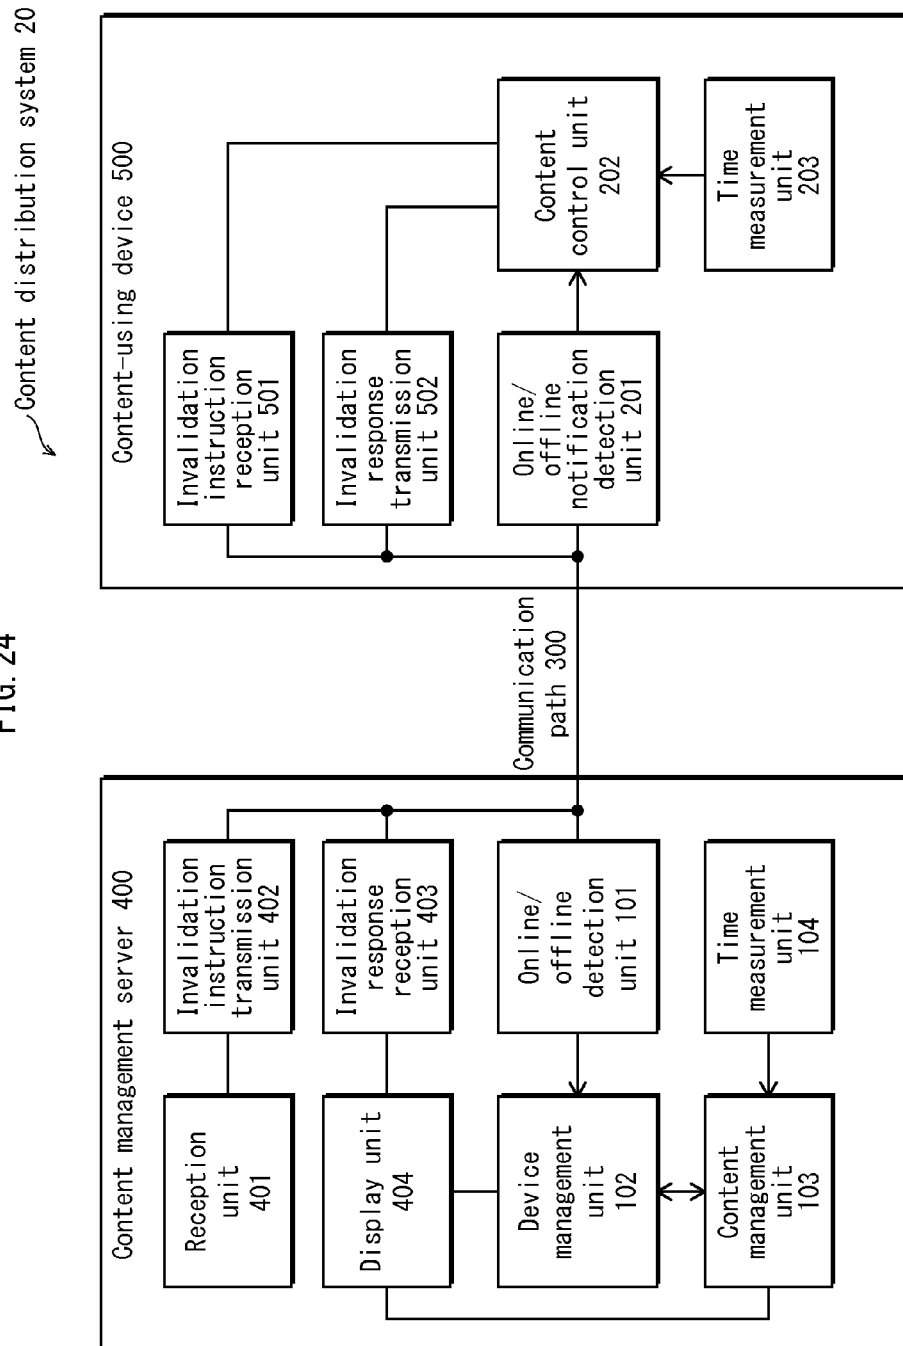 FIG. 24
Content distribution system 20
Content management server 400
Reception
unit
401
Invalidation
instruction
transmission
unit 402
Display unit
404
Invalidation
response
reception
unit 403
Device
management
unit
102
Online/
offline
detection
unit 101
Content
management
unit
103
Time
measurement
unit
104
Communication
path 300
Content-using device 500
Invalidation
instruction
reception
unit 501
Invalidation
response
transmission
unit 502
Online/
offline
notification
detection
unit 201
Content
control unit
202
Time
measurement
unit
203